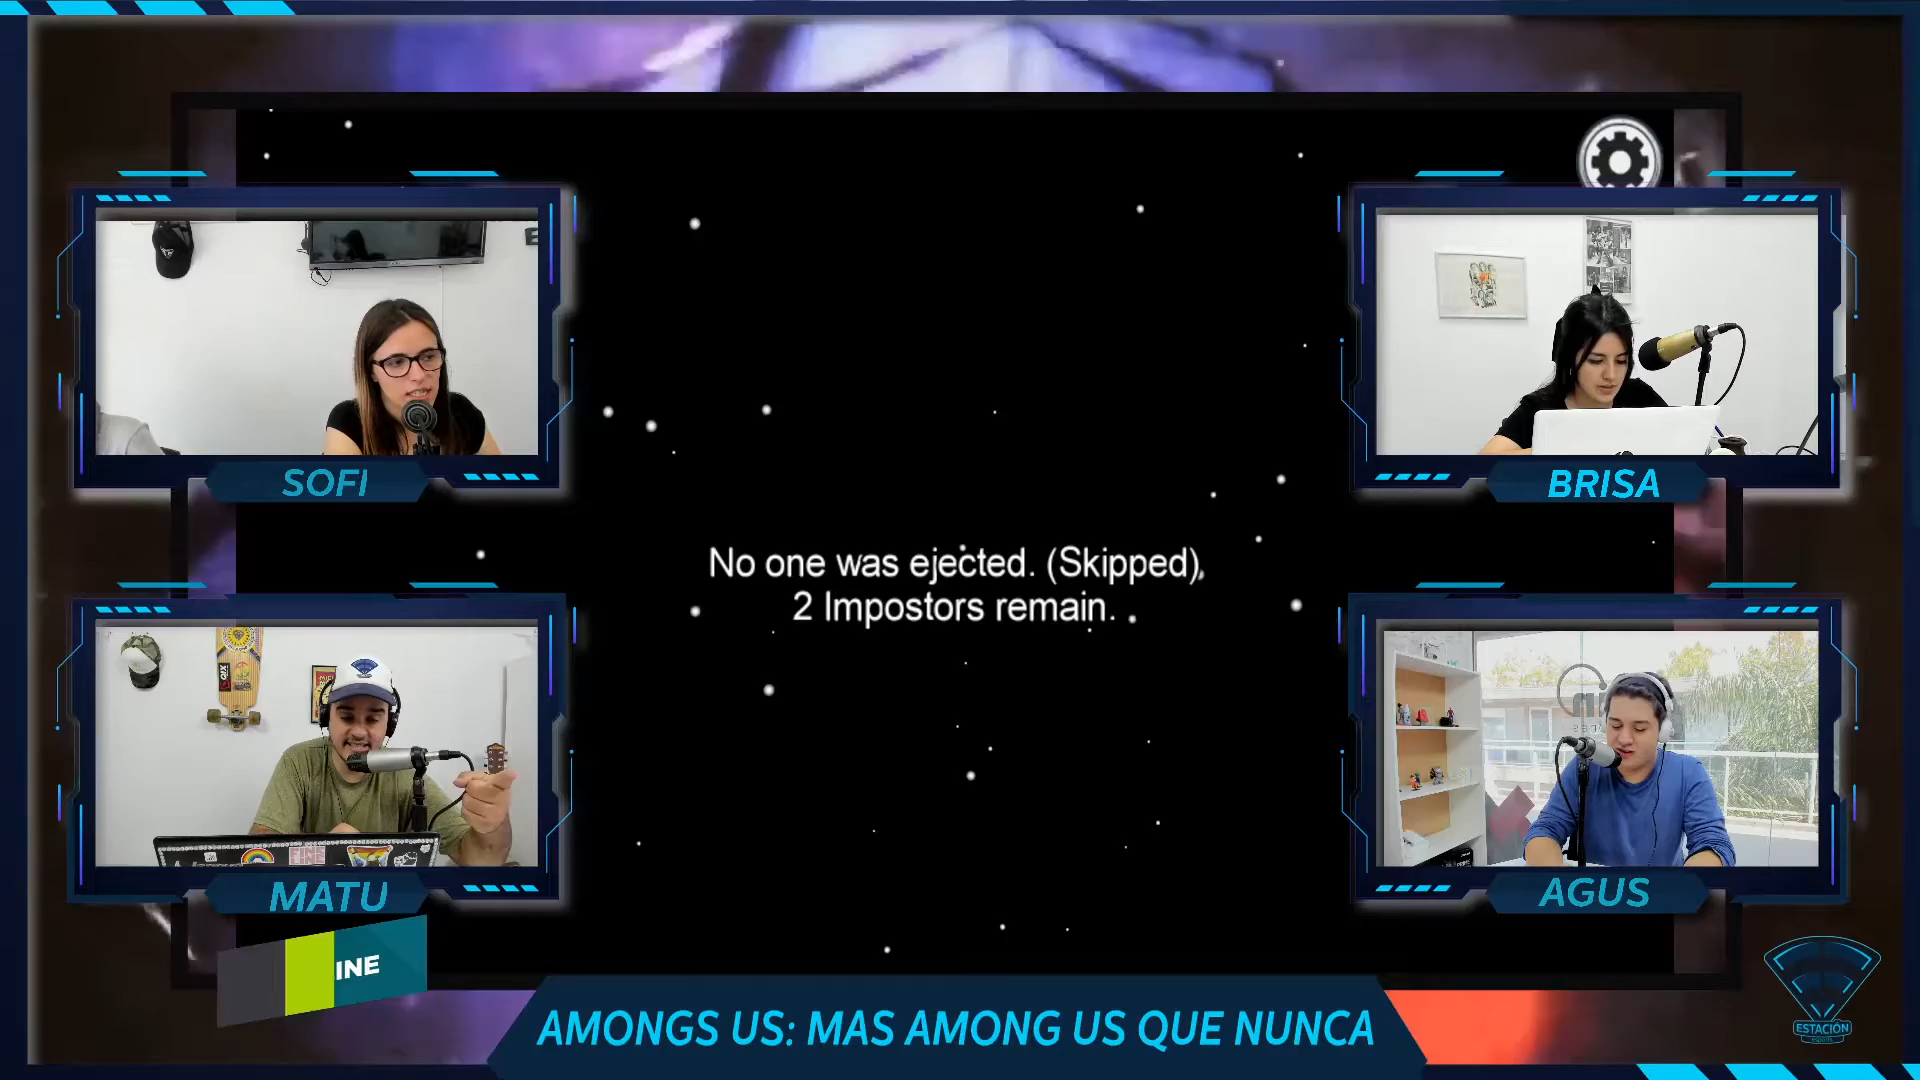 SOFI
BRISA
No one was ejected. (Skipped)
2 Impostors remain.
MATU
AGUS
INE
AMONGS US: MAS AMONG US QUE NUNCA
ESTACIÓN